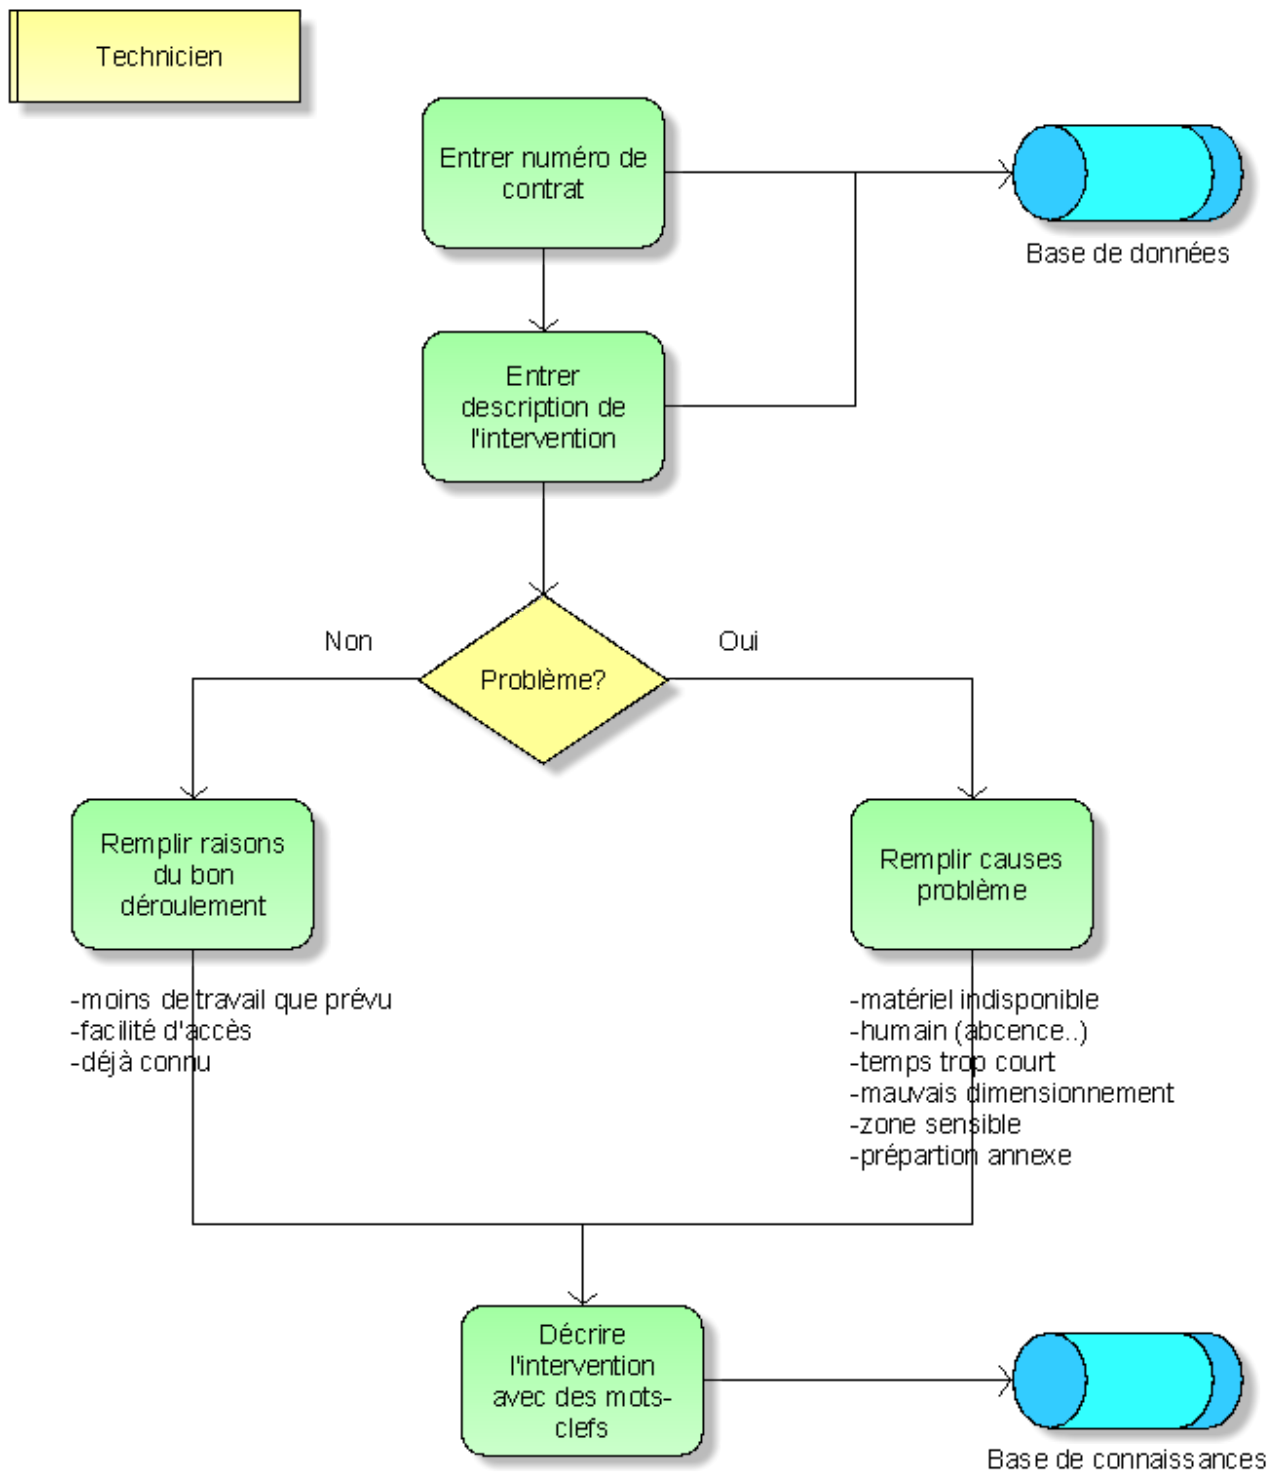 Technicien
Entrer numéro de
contrat
Base de données
Entrer
description de
l'intervention
Non
Oui
Problème?
Remplir raisons
du bon
déroulement
Remplir causes
problème
-moins de travail que prévu
-facilité d'accès
-déjà connu
-matériel indisponible
-humain (abcence..)
-temps trop court
-mauvais dimensionnement
-zone sensible
-prépartion annexe
Décrire
l'intervention
avec des mots-
clefs
Base de connaissances